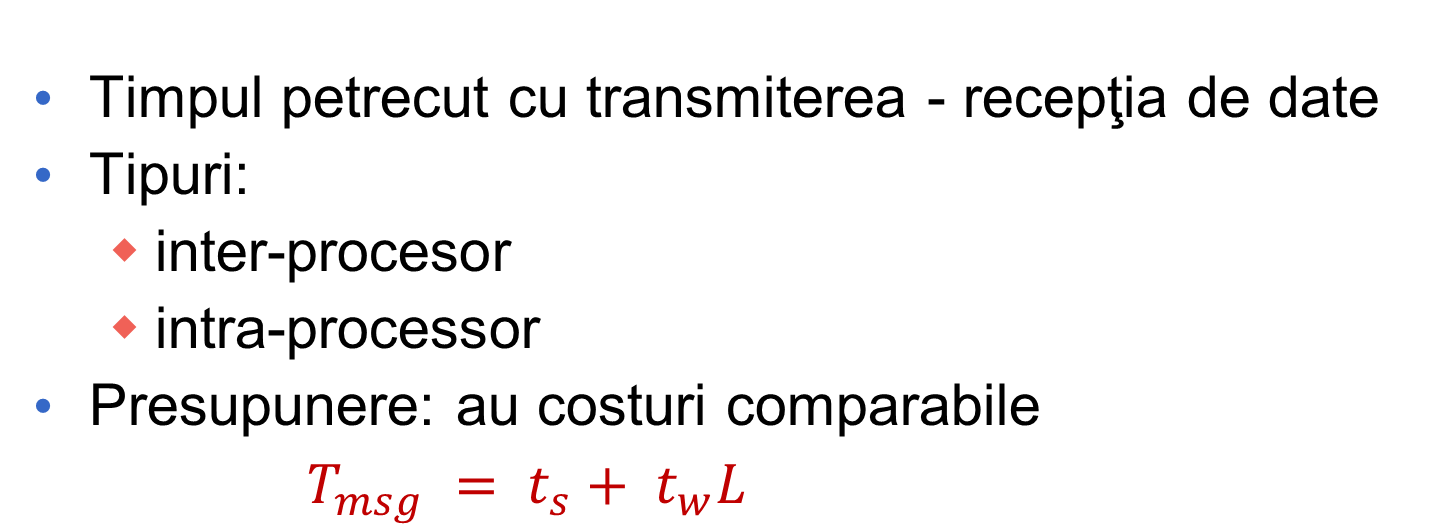 • Timpul petrecut cu transmiterea - recepţia de date
• Tipuri:
◆ inter-procesor
◆ intra-processor
• Presupunere: au costuri comparabile
T_msg = t_s + t_w L